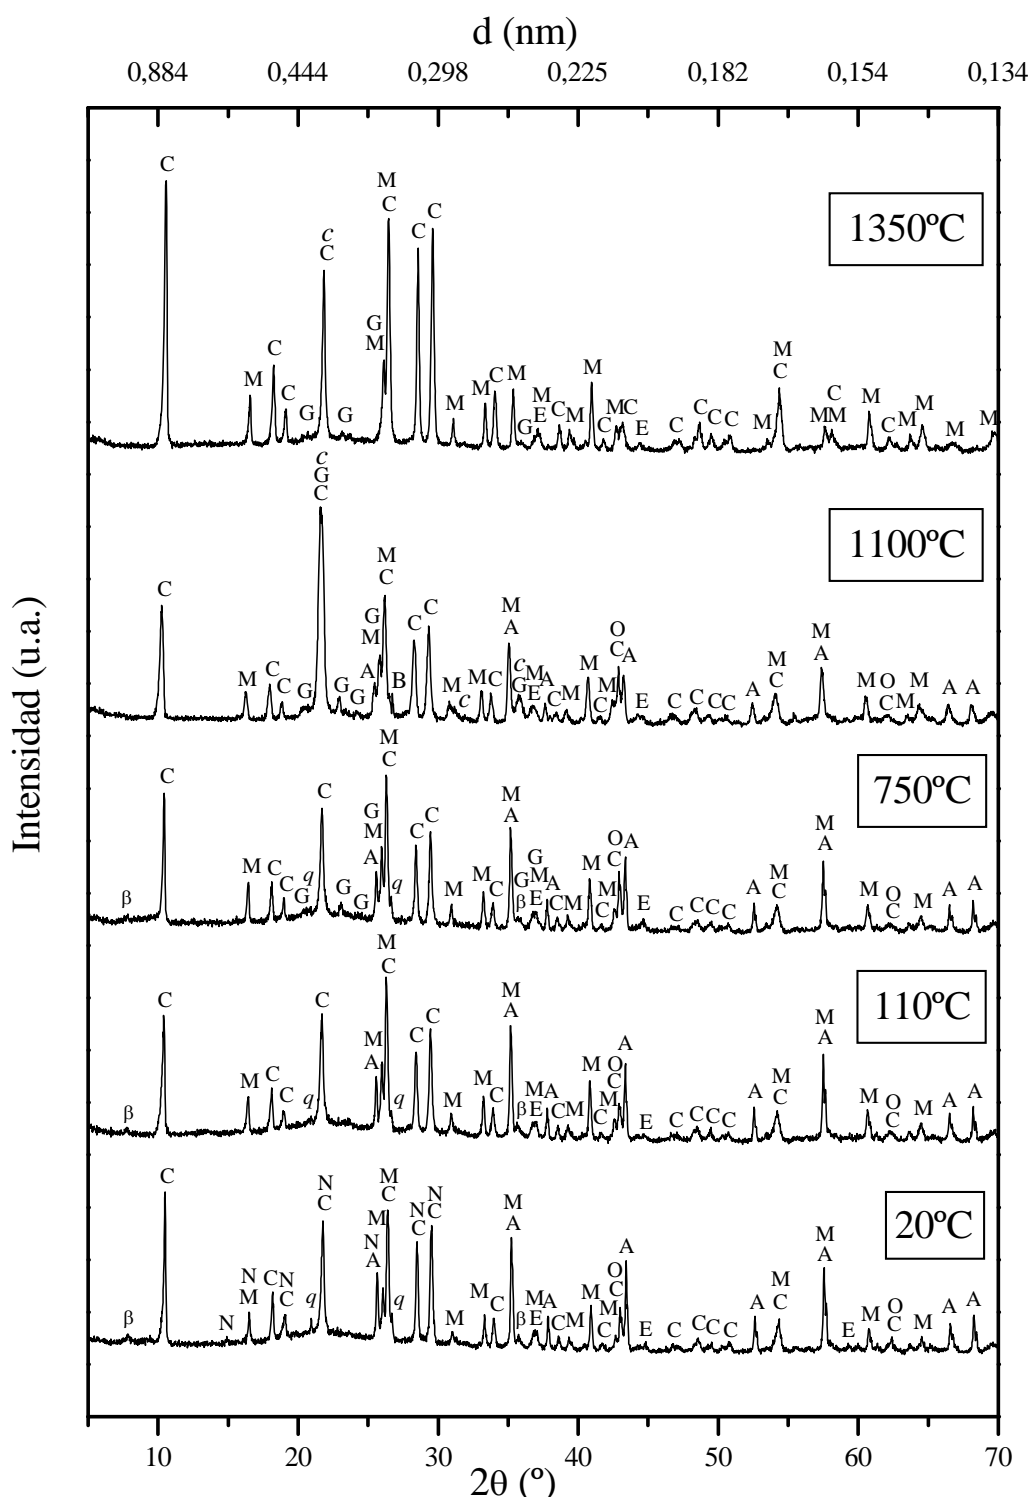 d (nm)
0,884 0,444 0,298 0,225 0,182 0,154 0,134
1350ºC
C M C C G c C G G M M C C C M M C M G M E C M C M C E C C C C M M C M C M M C M M M M
1100ºC
C M C C G c G C G G A G M M C B C C M c M C M A c G M E A C M M C M O C A E C C C C A M C M A M O C M M A A
750ºC
β C M C C G q C G G A G M M C q C C M M C M A G β G M E A C M M C M O C A E C C C C A M C M A M O C M A A
110ºC
β C M C C q C A M M C q C C M M C M A β M E A C M M C M O C A E C C C C A M C M A M O C M A A
20ºC
β C N N M C N C q N C A N M M C q N C N C M M C M A β M E A C M M C M O C A E C C C C A M C M A E M O C M A A
Intensidad (u.a.)
10 20 30 40 50 60 70
2θ (º)